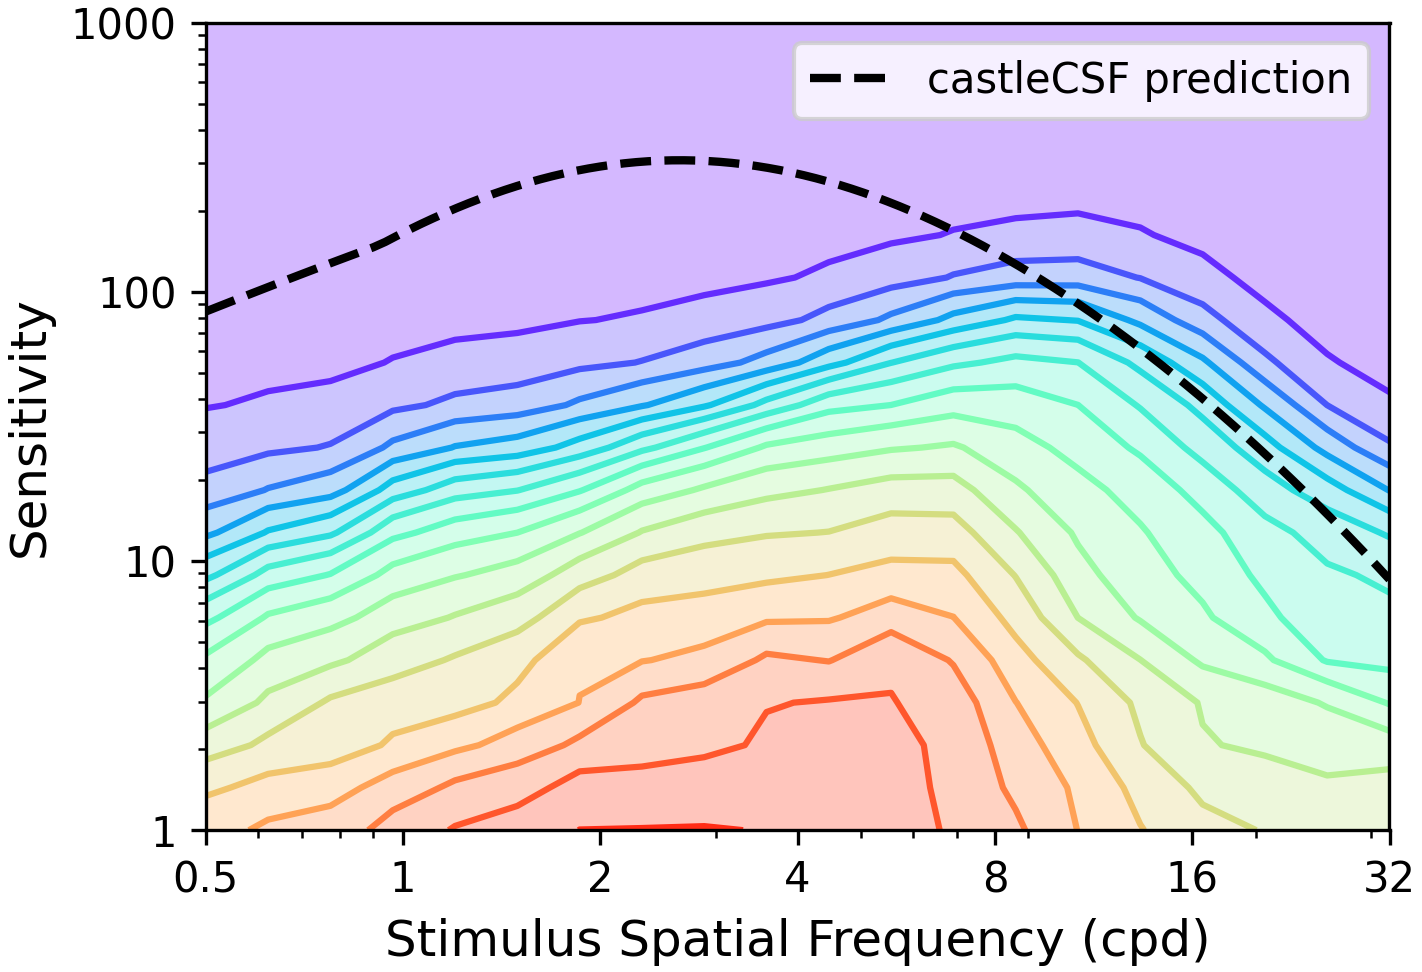 1000
100
10
1
Sensitivity
castleCSF prediction
0.5 1 2 4 8 16 32
Stimulus Spatial Frequency (cpd)